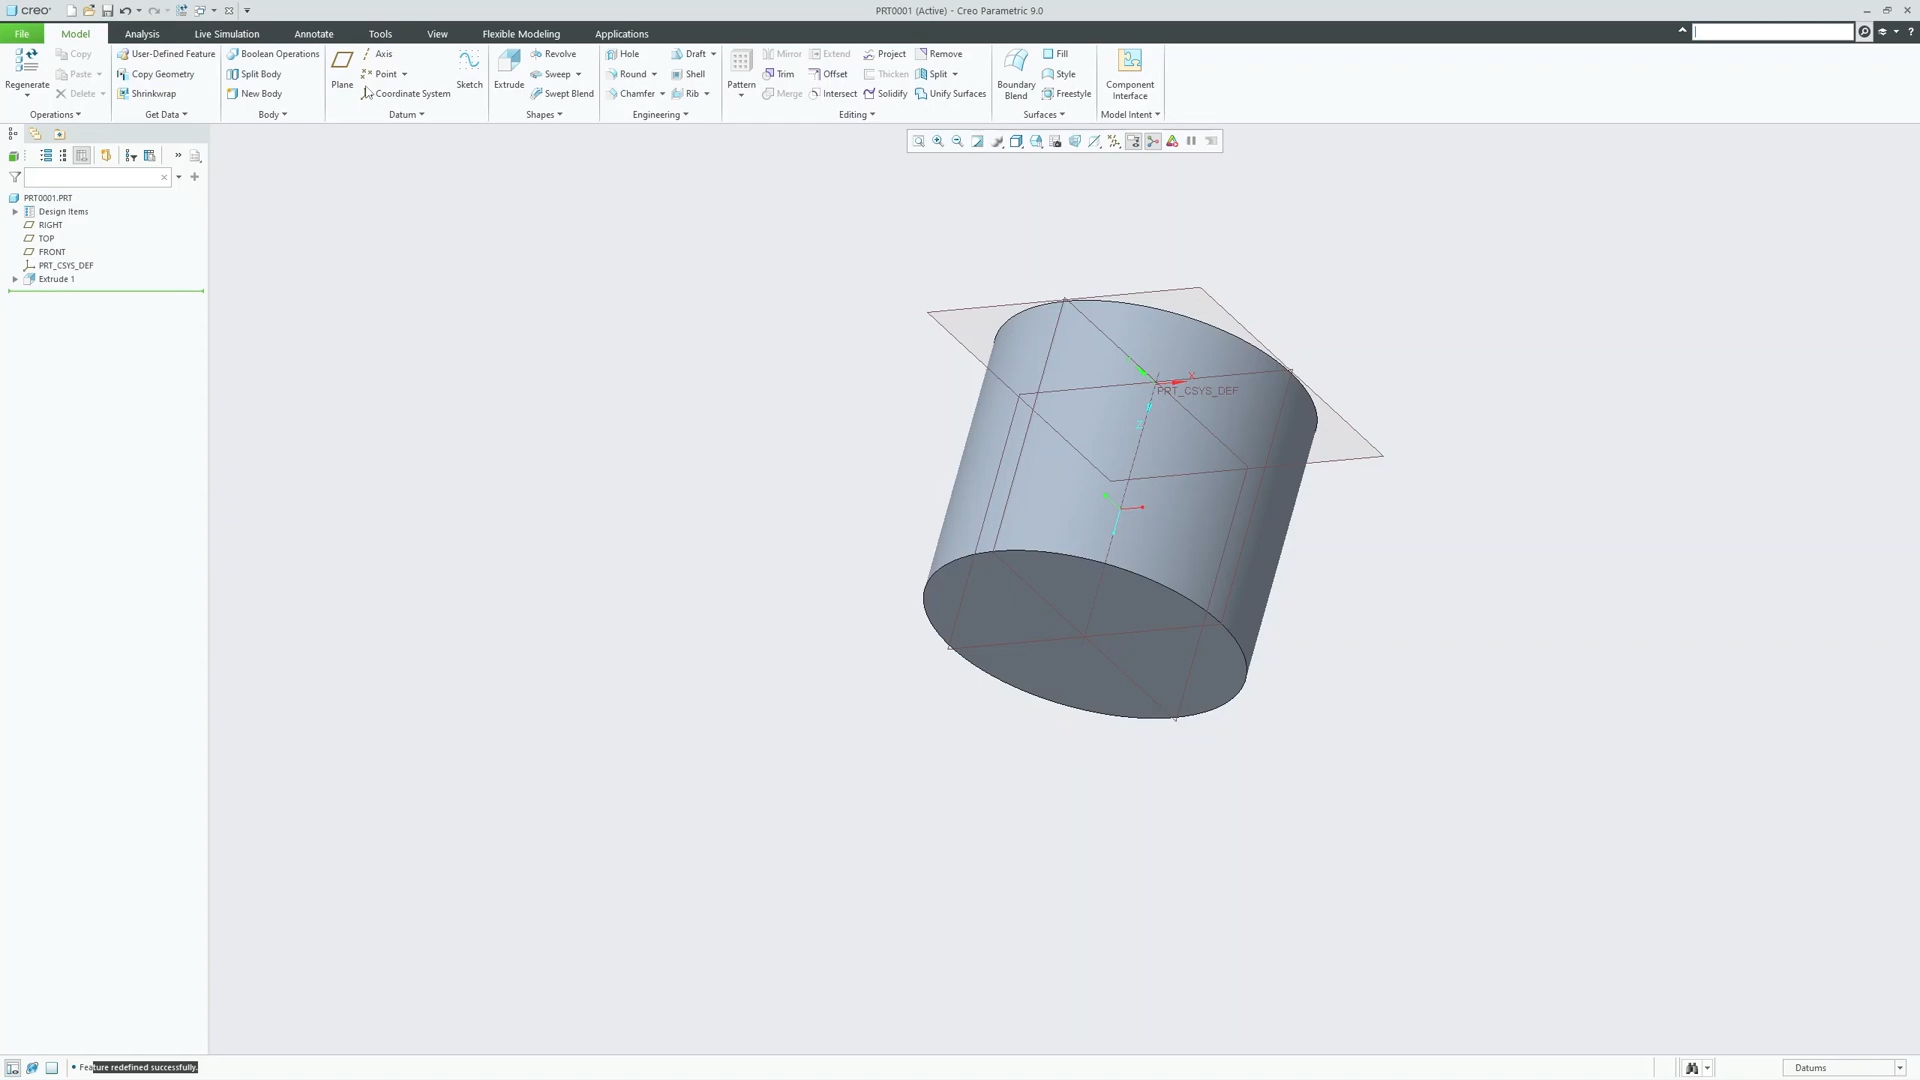 creo
PRT0001 (Active) - Creo Parametric 9.0
File Model Analysis Live Simulation Annotate Tools View Flexible Modeling Applications
Regenerate
Copy
Paste
Delete
Operations
User-Defined Feature
Copy Geometry
Shrinkwrap
Get Data
Boolean Operations
Split Body
New Body
Body
Plane
Axis
Point
Coordinate System
Sketch
Datum
Extrude
Revolve
Sweep
Swept Blend
Shapes
Hole
Round
Chamfer
Draft
Shell
Rib
Engineering
Pattern
Mirror
Trim
Merge
Extend
Offset
Intersect
Project
Thicken
Solidify
Remove
Split
Unify Surfaces
Editing
Boundary
Blend
Fill
Style
Freestyle
Surfaces
Component
Interface
Model Intent
PRT0001.PRT
Design Items
RIGHT
TOP
FRONT
PRT_CSYS_DEF
Extrude 1
X
PRT_CSYS_DEF
Z
• Feature redefined successfully.
Datums